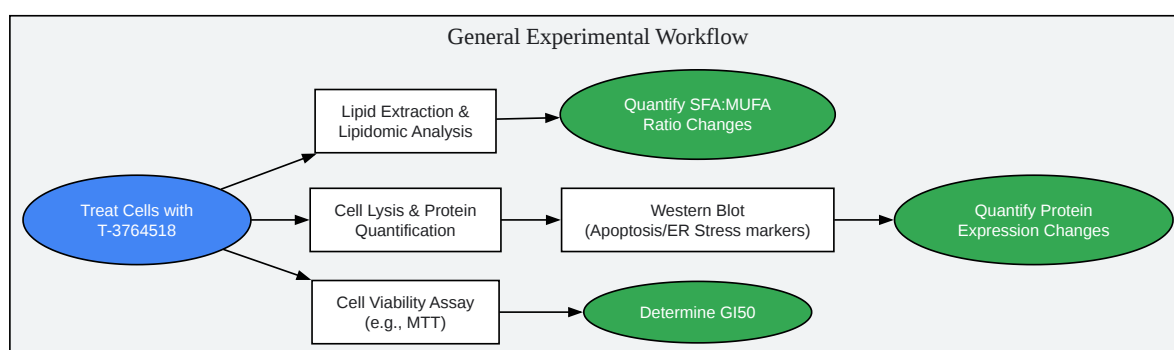 General Experimental Workflow
Lipid Extraction &
Lipidomic Analysis
Quantify SFA:MUFA
Ratio Changes
Treat Cells with
T-3764518
Cell Lysis & Protein
Quantification
Western Blot
(Apoptosis/ER Stress markers)
Quantify Protein
Expression Changes
Cell Viability Assay
(e.g., MTT)
Determine GI50